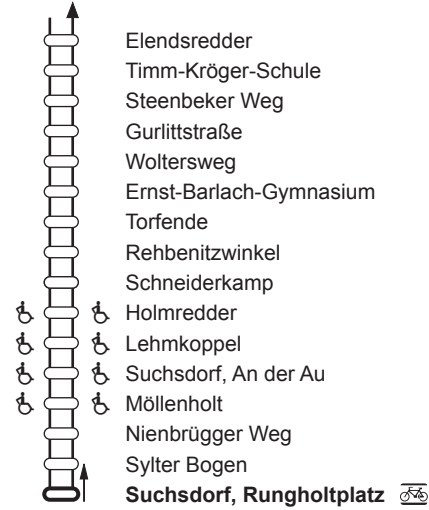 Elendsredder
Timm-Kröger-Schule
Steenbeker Weg
Gurlittstraße
Woltersweg
Ernst-Barlach-Gymnasium
Torfende
Rehbenitzwinkel
Schneiderkamp
Holmredder
Lehmkoppel
Suchsdorf, An der Au
Möllenholt
Nienbrügger Weg
Sylter Bogen
Suchsdorf, Rungholtplatz